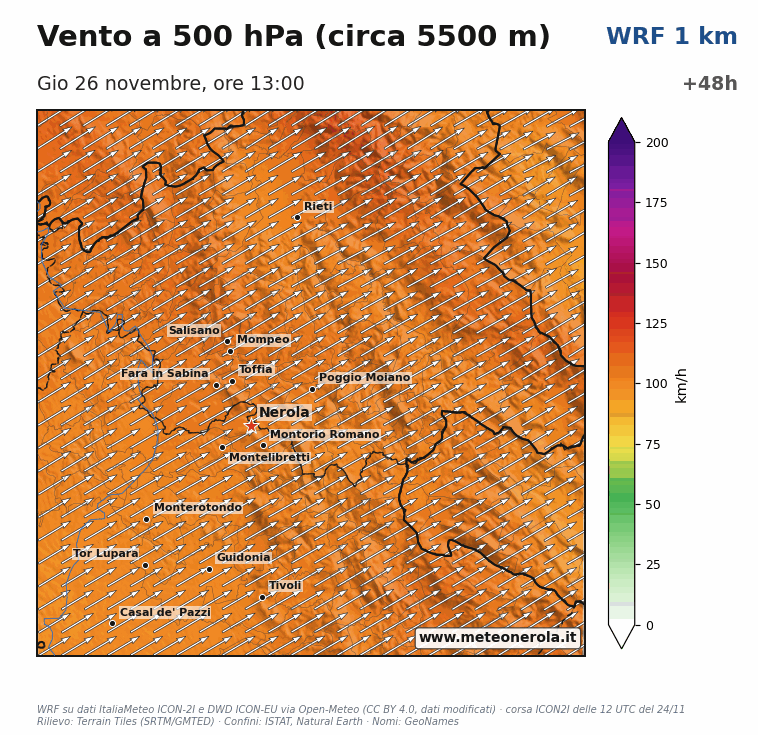 Vento a 500 hPa (circa 5500 m)
WRF 1 km
Gio 26 novembre, ore 13:00
+48h
Rieti
Salisano
Mompeo
Fara in Sabina
Toffia
Poggio Moiano
Nerola
Montorio Romano
Montelibretti
Monterotondo
Tor Lupara
Guidonia
Tivoli
Casal de' Pazzi
www.meteonerola.it
200
175
150
125
100
75
50
25
0
km/h
WRF su dati ItaliaMeteo ICON-2I e DWD ICON-EU via Open-Meteo (CC BY 4.0, dati modificati) · corsa ICON2I delle 12 UTC del 24/11
Rilievo: Terrain Tiles (SRTM/GMTED) · Confini: ISTAT, Natural Earth · Nomi: GeoNames